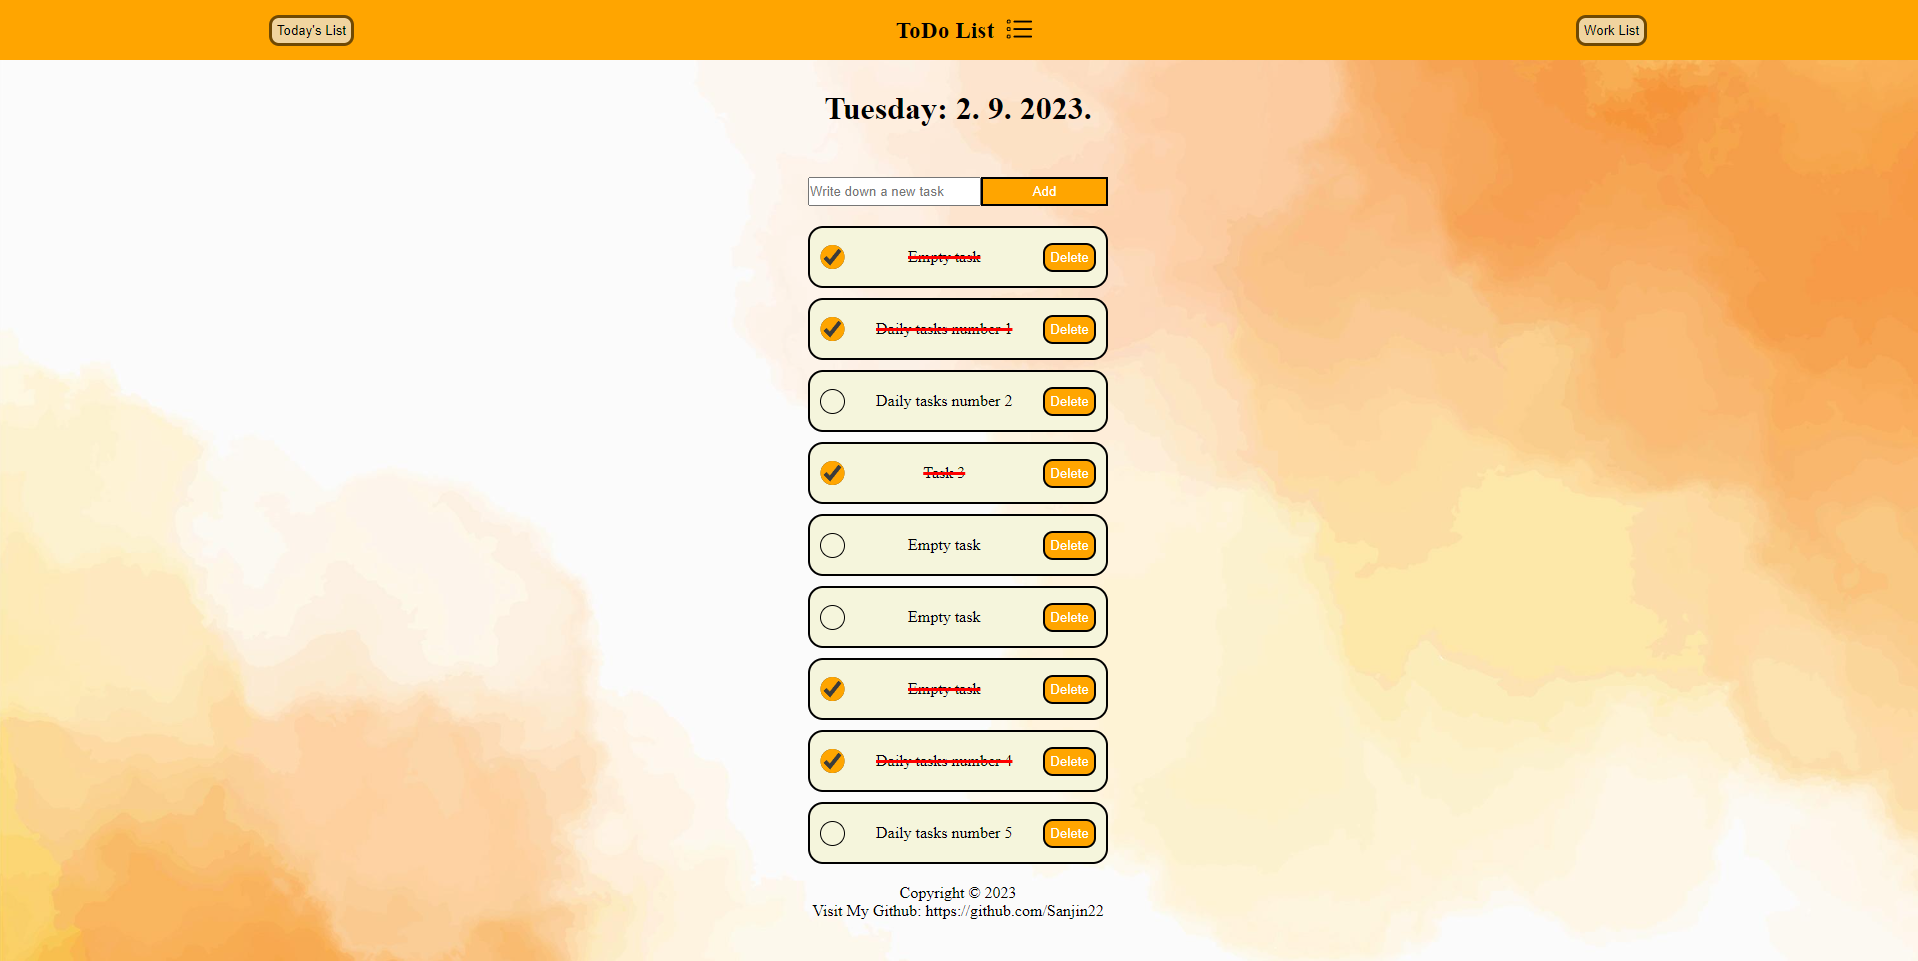 Today's List
ToDo List
Work List
Tuesday: 2. 9. 2023.
Write down a new task
Add
Empty task
Delete
Daily tasks number 1
Delete
Daily tasks number 2
Delete
Task 3
Delete
Empty task
Delete
Empty task
Delete
Empty task
Delete
Daily tasks number 4
Delete
Daily tasks number 5
Delete
Copyright © 2023
Visit My Github: https://github.com/Sanjin22